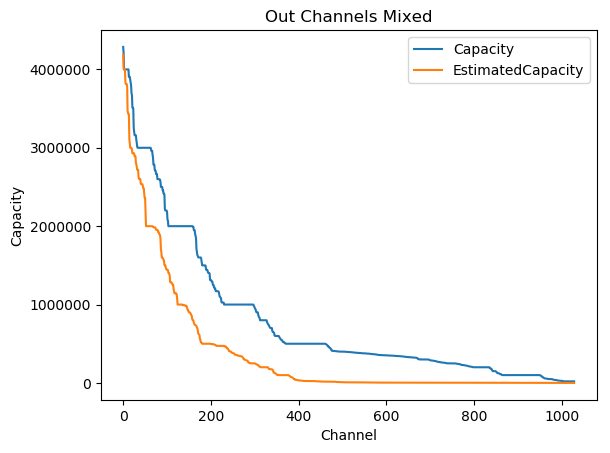 Out Channels Mixed
Capacity
EstimatedCapacity
4000000
3000000
2000000
1000000
0
Capacity
0 200 400 600 800 1000
Channel